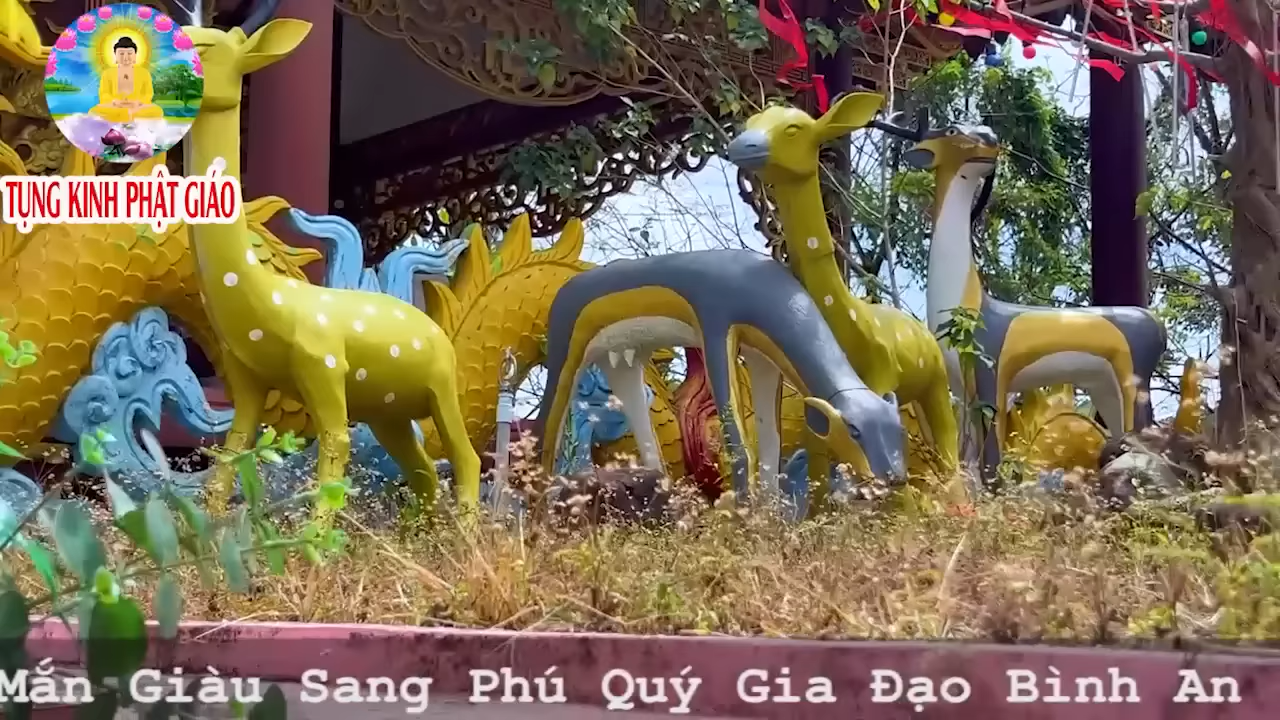 TỤNG KINH PHẬT GIÁO
Mắn Giàu Sang Phú Quý Gia Đạo Bình An